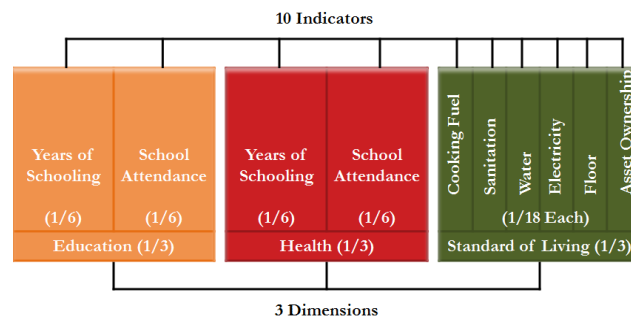 10 Indicators
Years of
Schooling
(1/6)
School
Attendance
(1/6)
Education (1/3)
Years of
Schooling
(1/6)
School
Attendance
(1/6)
Health (1/3)
Cooking Fuel
Sanitation
Water
Electricity
Floor
Asset Ownership
(1/18 Each)
Standard of Living (1/3)
3 Dimensions